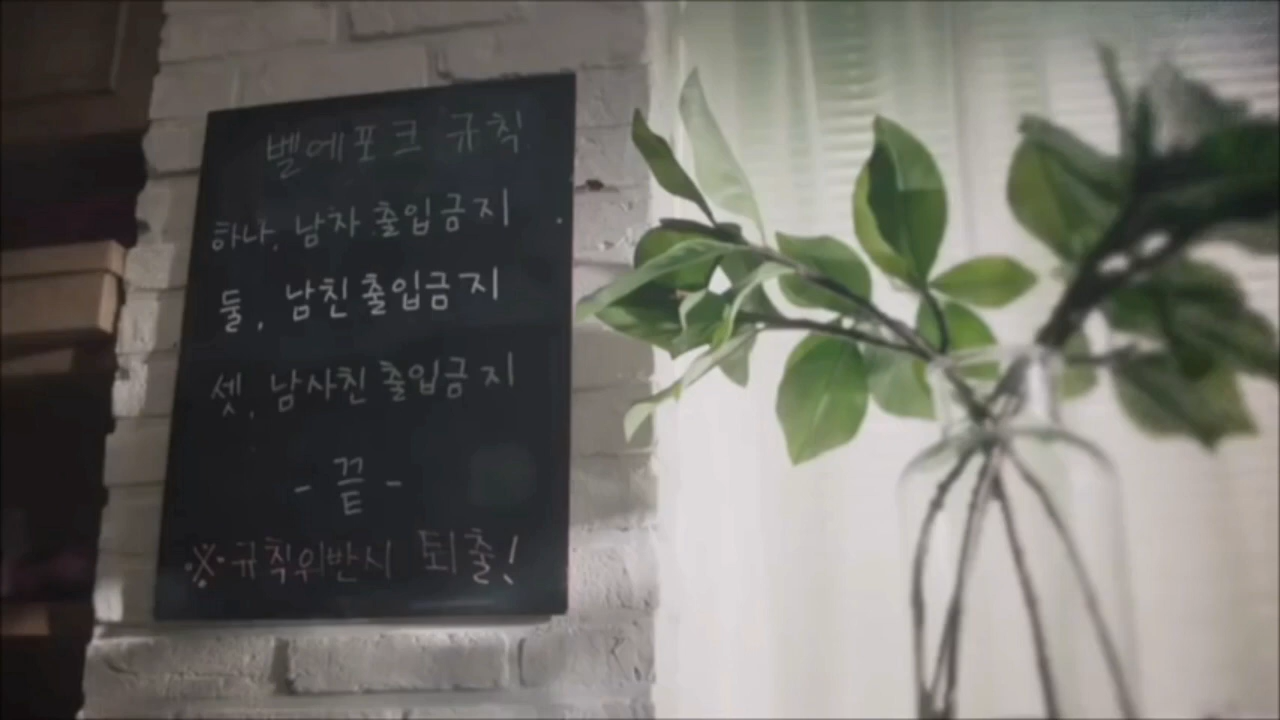 벨에포크 규칙
하나, 남자 출입금지
둘, 남친 출입금지
셋, 남사친 출입금지
- 끝 -
※규칙위반시 퇴출!